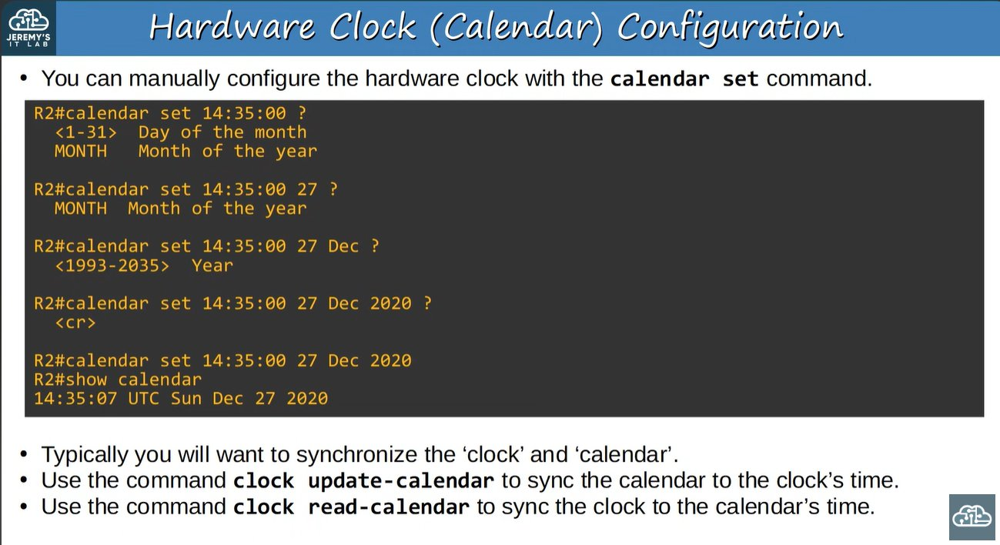 JEREMY'S
IT LAB
Hardware Clock (Calendar) Configuration
• You can manually configure the hardware clock with the calendar set command.
R2#calendar set 14:35:00 ?
  <1-31>  Day of the month
  MONTH   Month of the year
R2#calendar set 14:35:00 27 ?
  MONTH  Month of the year
R2#calendar set 14:35:00 27 Dec ?
  <1993-2035>  Year
R2#calendar set 14:35:00 27 Dec 2020 ?
  <cr>
R2#calendar set 14:35:00 27 Dec 2020
R2#show calendar
14:35:07 UTC Sun Dec 27 2020
• Typically you will want to synchronize the ‘clock’ and ‘calendar’.
• Use the command clock update-calendar to sync the calendar to the clock’s time.
• Use the command clock read-calendar to sync the clock to the calendar’s time.